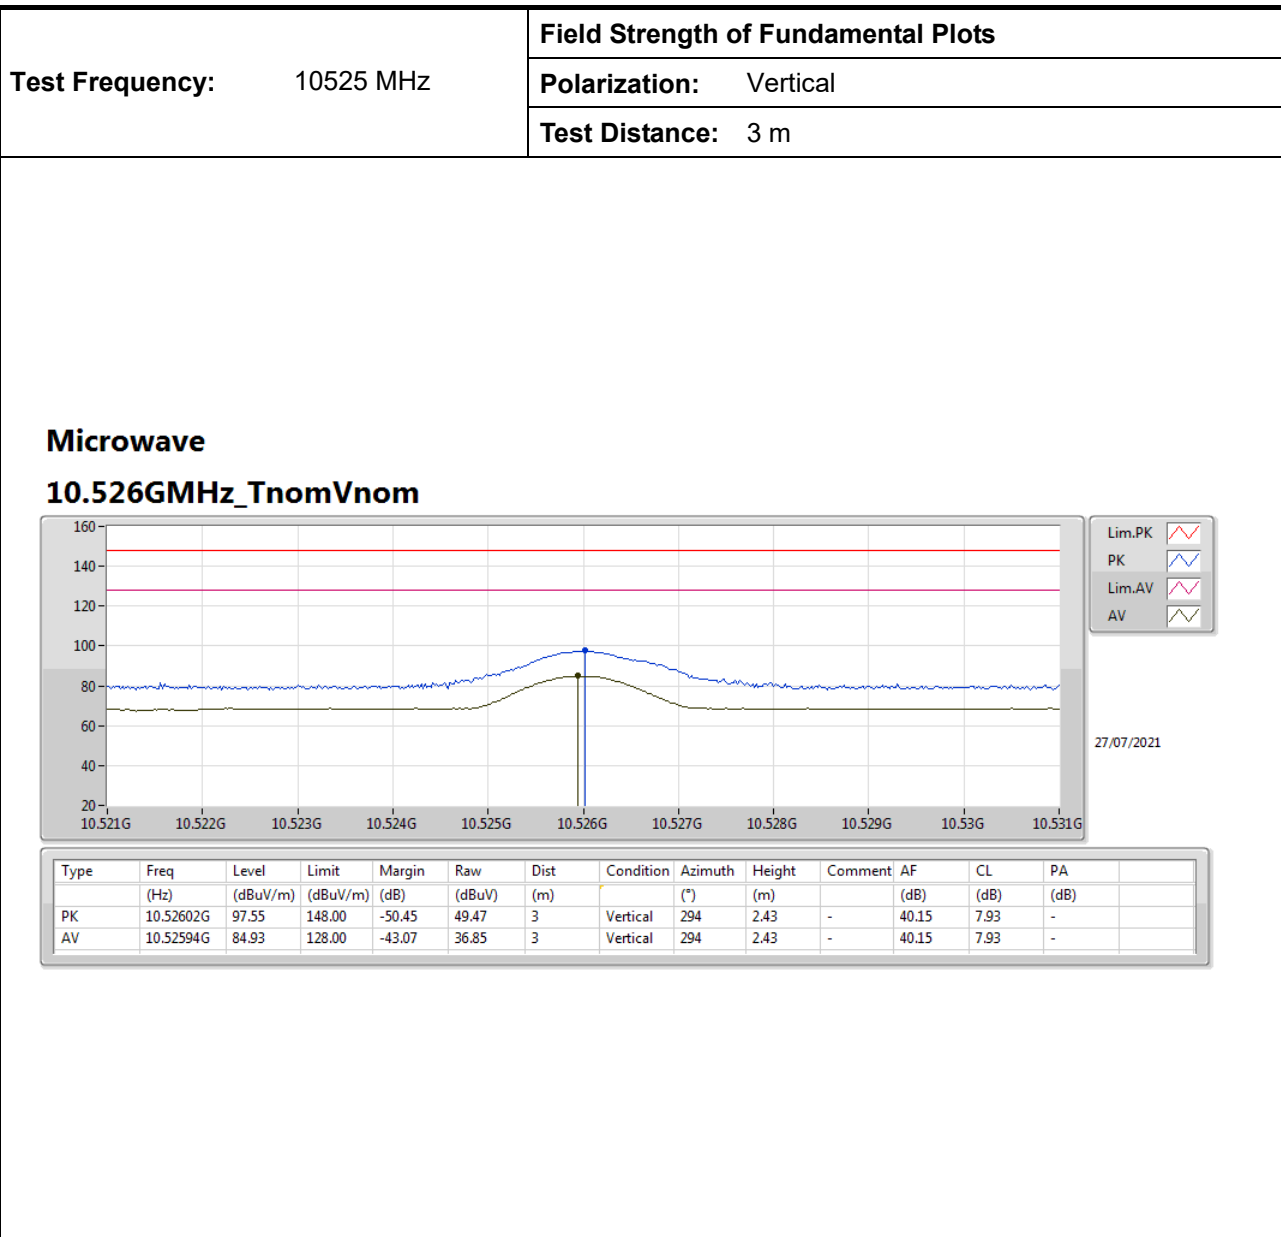 Test Frequency: 10525 MHz
Field Strength of Fundamental Plots
Polarization: Vertical
Test Distance: 3 m
Microwave
10.526GMHz_TnomVnom
160
140
120
100
80
60
40
20
10.521G 10.522G 10.523G 10.524G 10.525G 10.526G 10.527G 10.528G 10.529G 10.53G 10.531G
Lim.PK
PK
Lim.AV
AV
27/07/2021
Type Freq Level Limit Margin Raw Dist Condition Azimuth Height Comment AF CL PA
(Hz) (dBuV/m) (dBuV/m) (dB) (dBuV) (m) (°) (m) (dB) (dB) (dB)
PK 10.52602G 97.55 148.00 -50.45 49.47 3 Vertical 294 2.43 - 40.15 7.93 -
AV 10.52594G 84.93 128.00 -43.07 36.85 3 Vertical 294 2.43 - 40.15 7.93 -